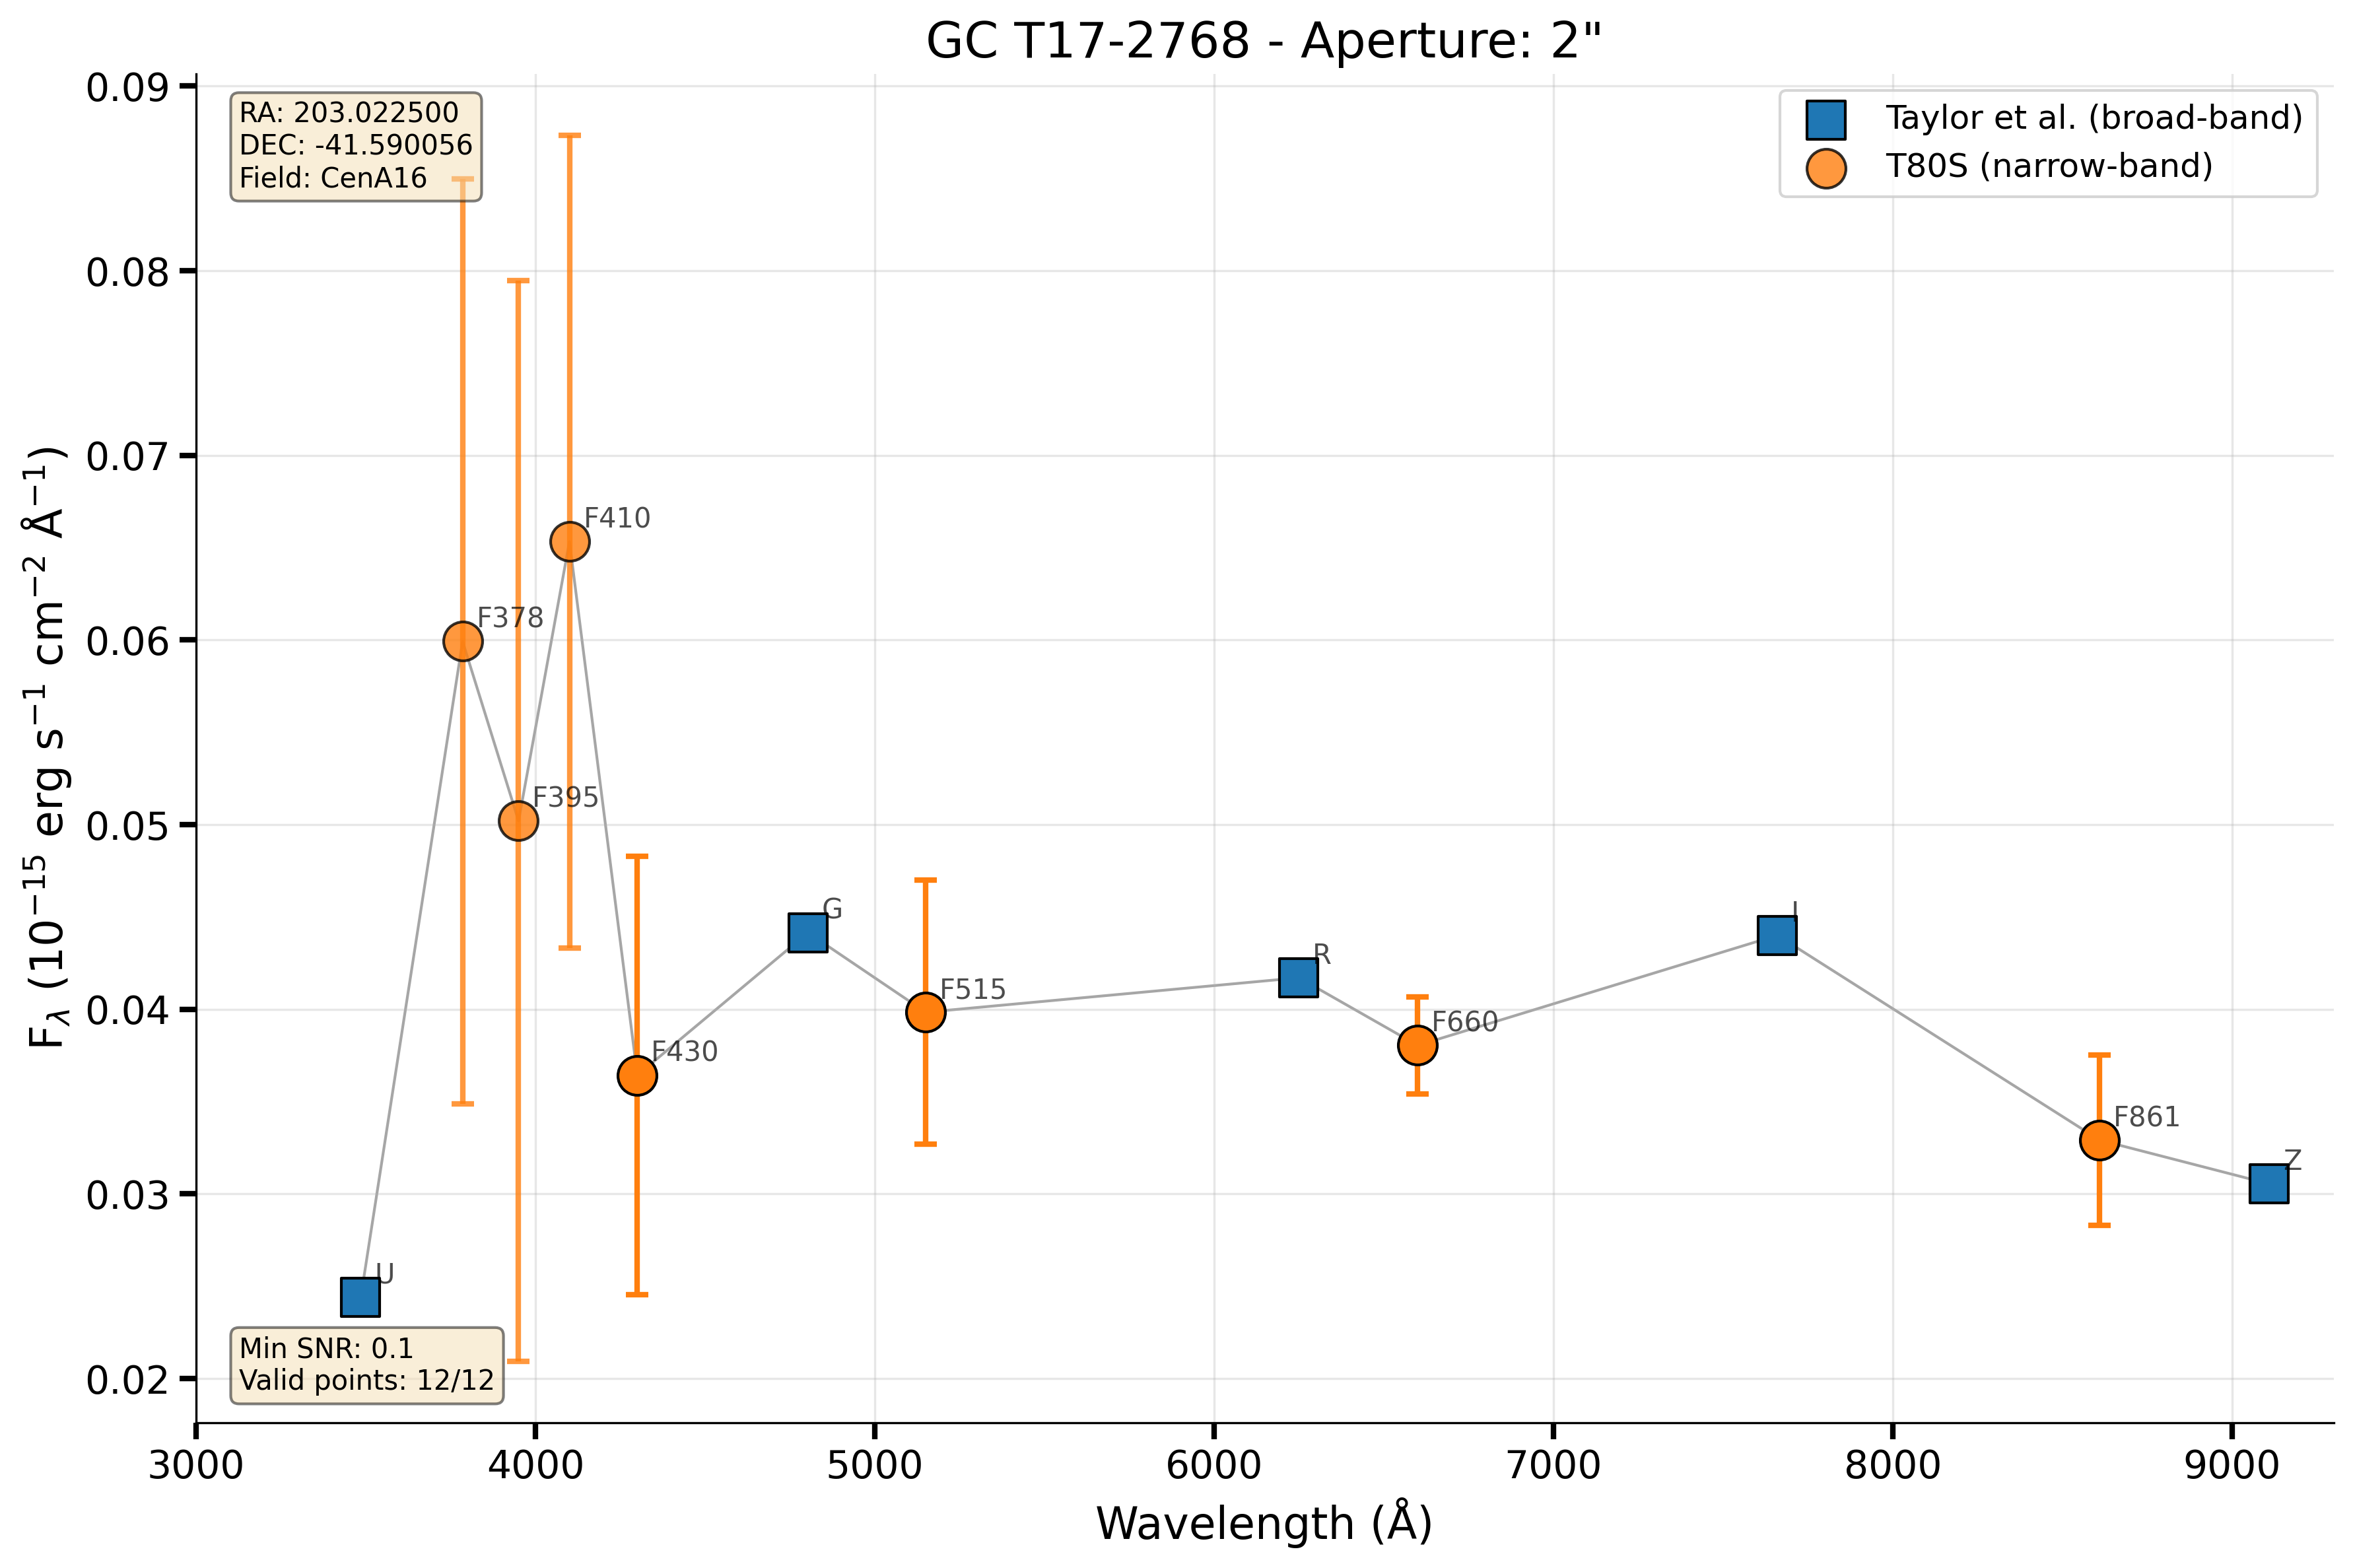 GC T17-2768 - Aperture: 2"
RA: 203.022500
DEC: -41.590056
Field: CenA16
Taylor et al. (broad-band)
T80S (narrow-band)
0.09
0.08
0.07
0.06
0.05
0.04
0.03
0.02
F_λ (10⁻¹⁵ erg s⁻¹ cm⁻² Å⁻¹)
F410
F378
F395
G
I
R
F515
F660
F430
F861
Z
U
Min SNR: 0.1
Valid points: 12/12
3000 4000 5000 6000 7000 8000 9000
Wavelength (Å)